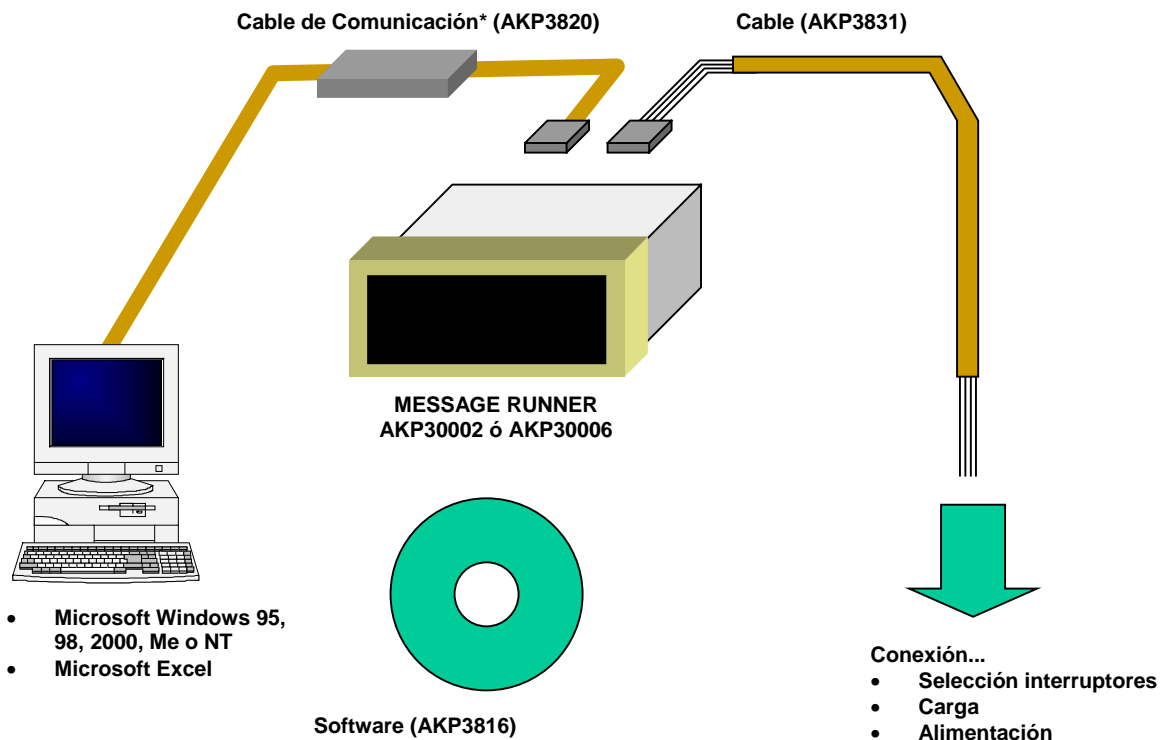 Cable de Comunicación* (AKP3820)
Cable (AKP3831)
MESSAGE RUNNER
AKP30002 ó AKP30006
• Microsoft Windows 95,
98, 2000, Me o NT
• Microsoft Excel
Software (AKP3816)
Conexión...
• Selección interruptores
• Carga
• Alimentación